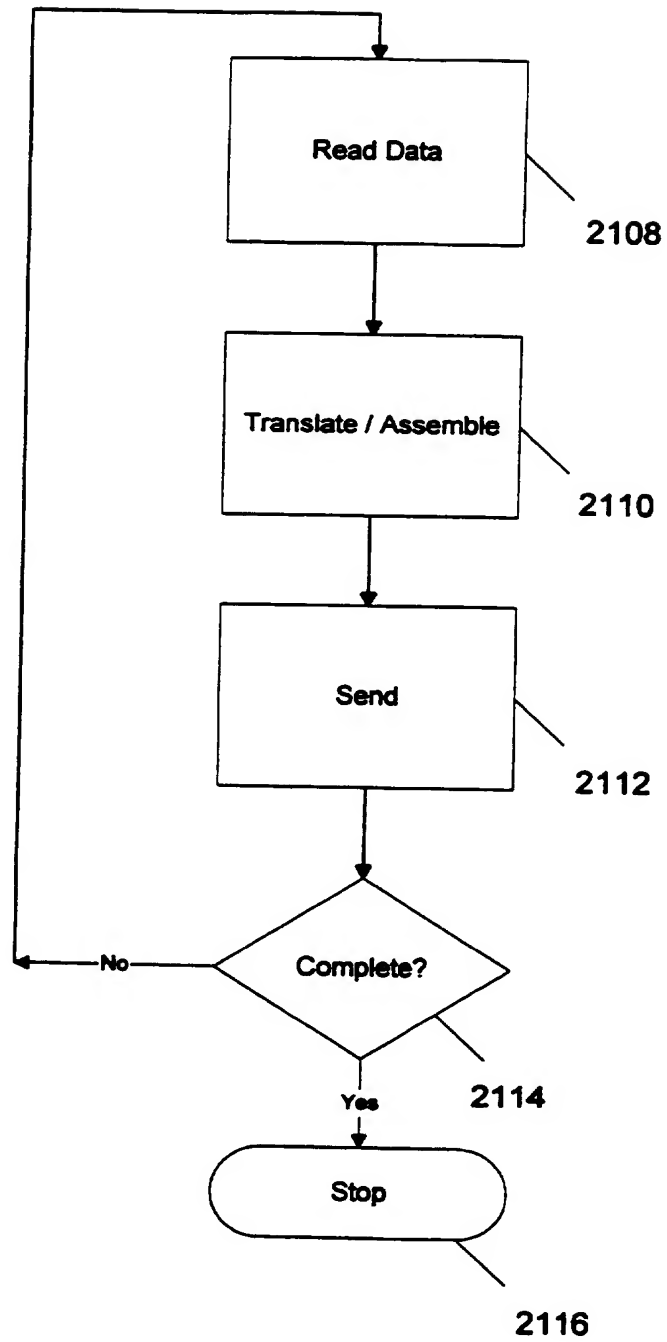 Read Data
2108
Translate / Assemble
2110
Send
2112
Complete?
No
2114
Yes
Stop
2116